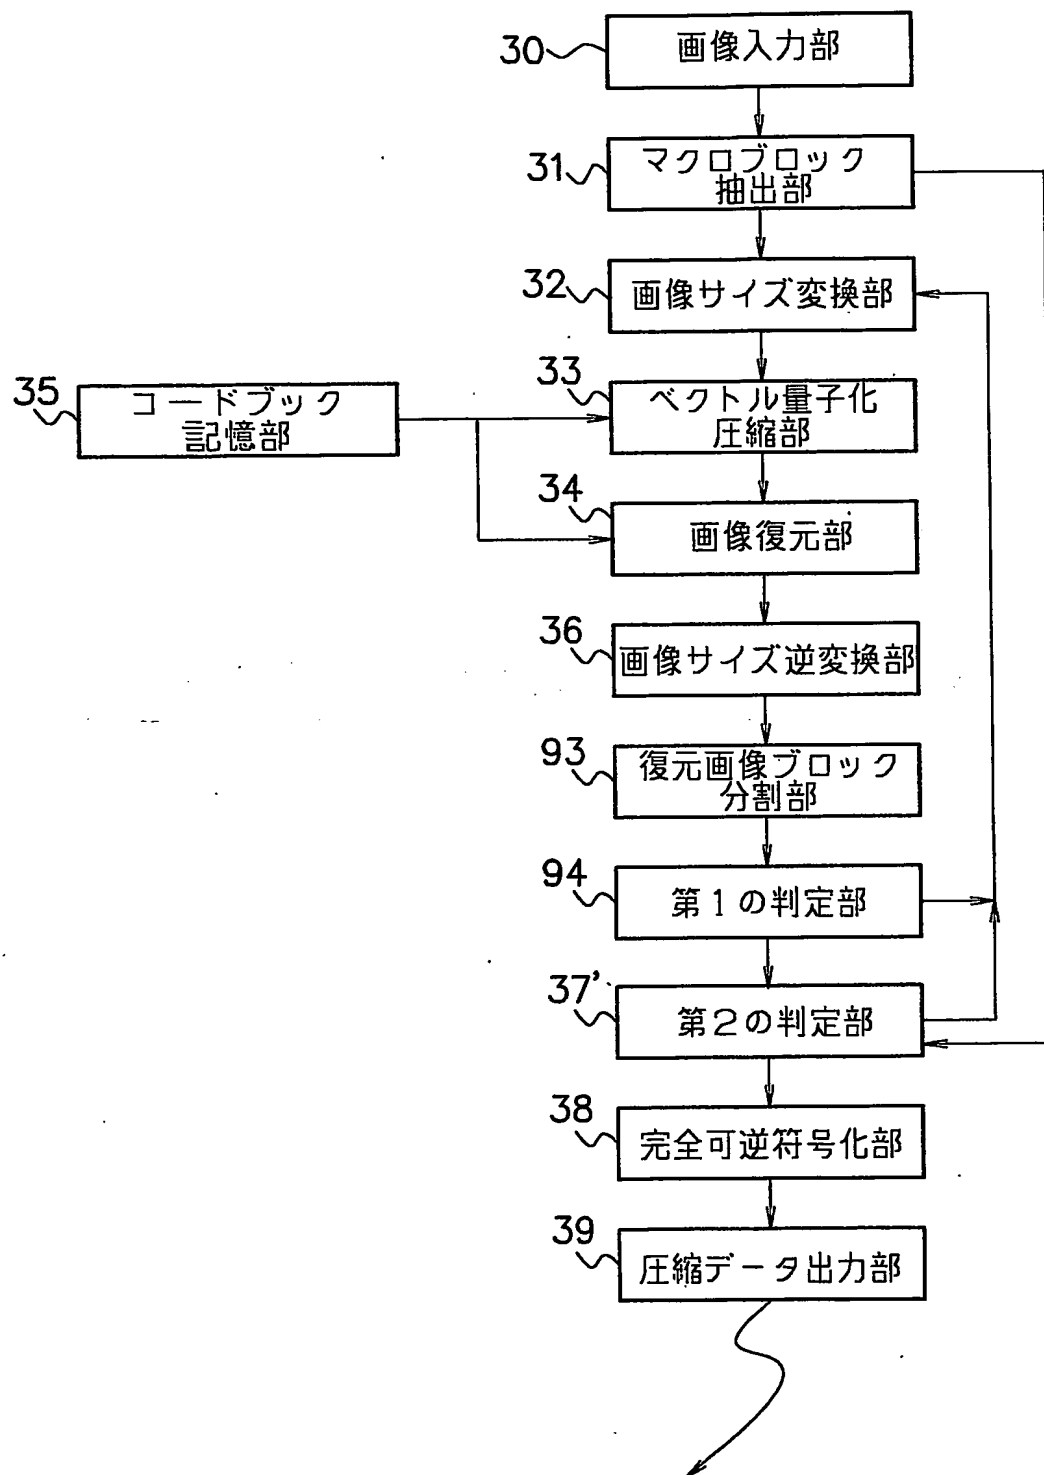 30
画像入力部
31
マクロブロック
抽出部
32
画像サイズ変換部
33
ベクトル量子化
圧縮部
35
コードブック
記憶部
34
画像復元部
36
画像サイズ逆変換部
93
復元画像ブロック
分割部
94
第1の判定部
37'
第2の判定部
38
完全可逆符号化部
39
圧縮データ出力部